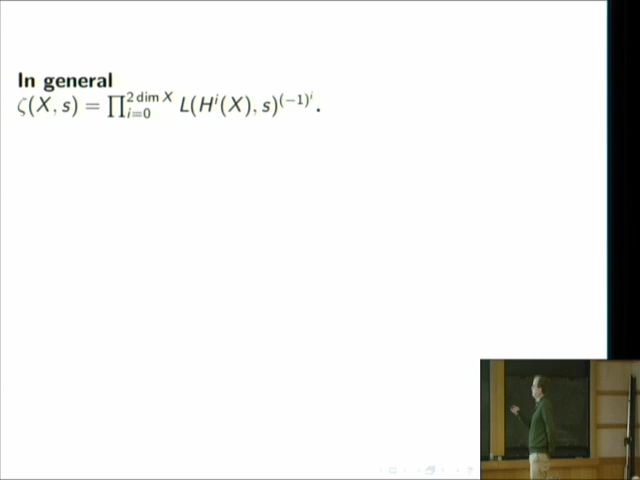 In general
ζ(X, s) = ∏_{i=0}^{2 dim X} L(H^i(X), s)^{(−1)^i}.